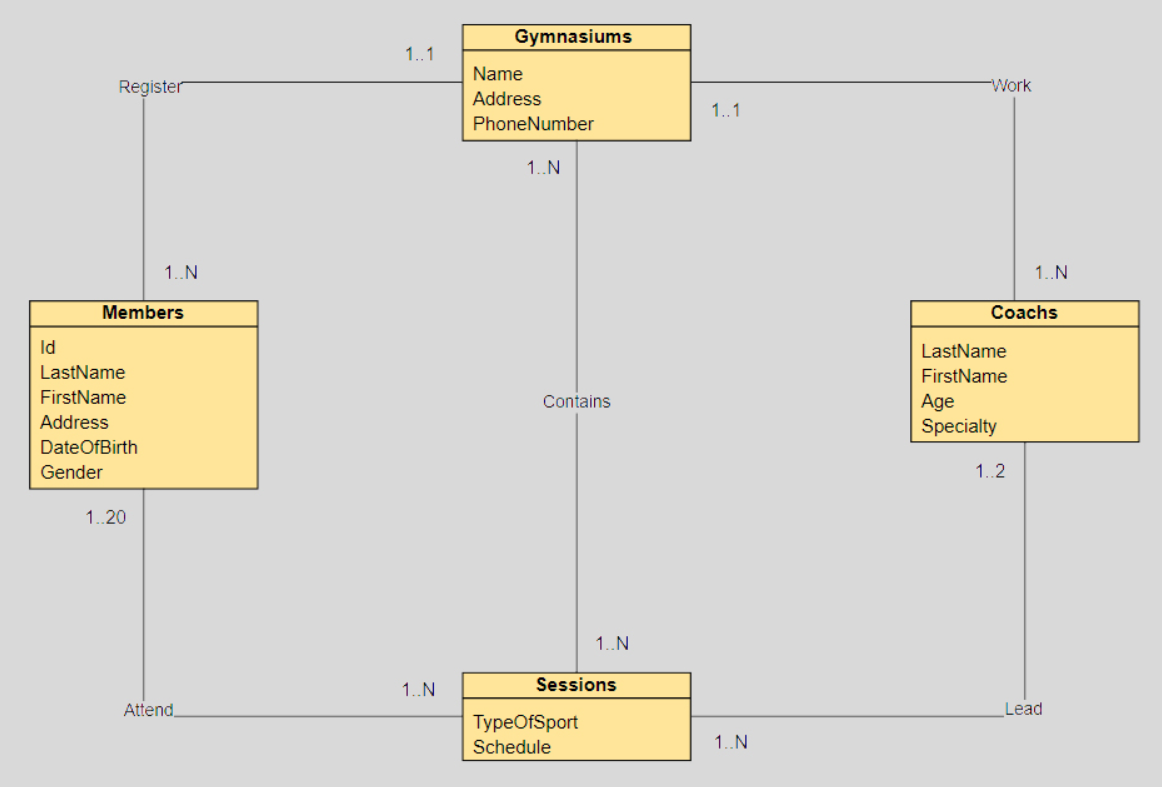 Gymnasiums
Name
Address
PhoneNumber
1..1
1..1
1..N
Register
Work
1..N
1..N
Members
Id
LastName
FirstName
Address
DateOfBirth
Gender
Coachs
LastName
FirstName
Age
Specialty
Contains
1..20
1..2
1..N
1..N
Sessions
TypeOfSport
Schedule
Attend
Lead
1..N